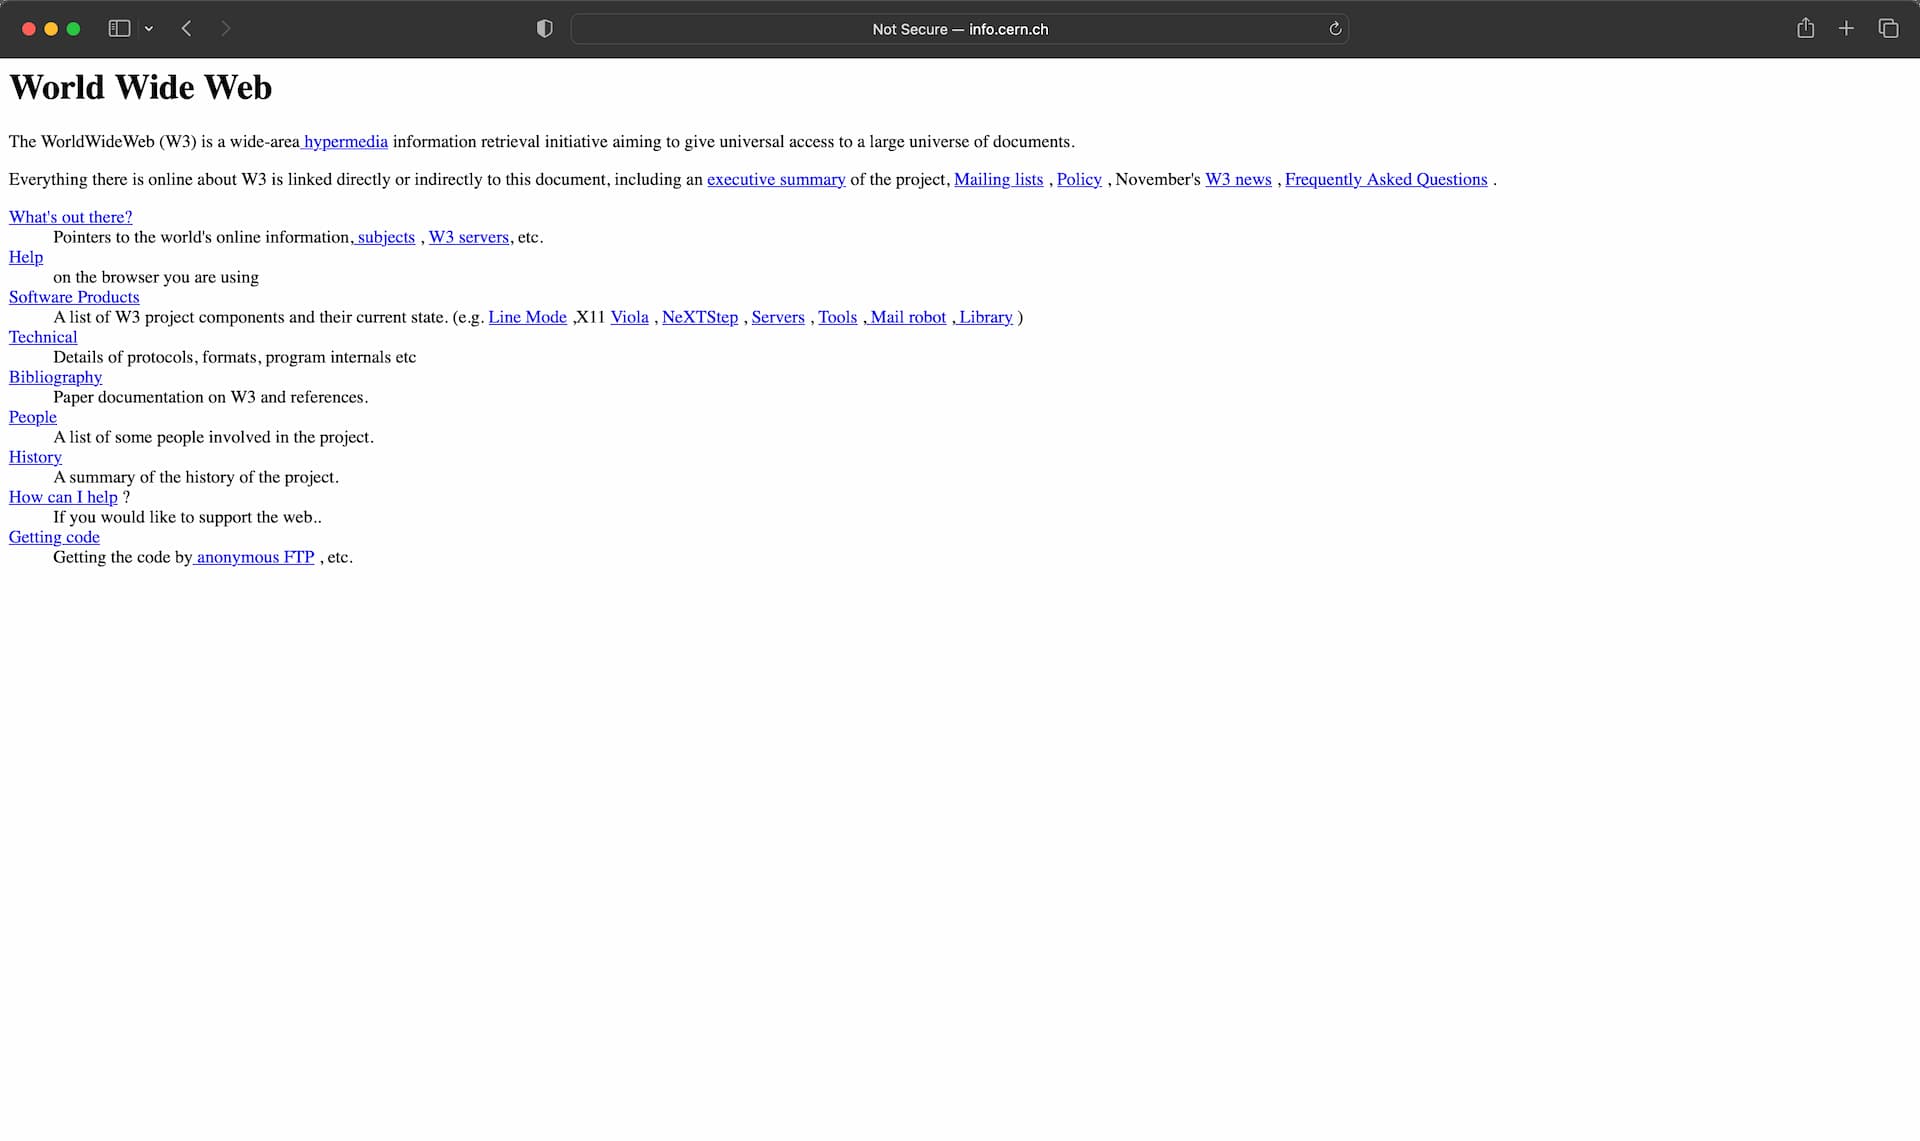 Not Secure — info.cern.ch
World Wide Web
The WorldWideWeb (W3) is a wide-area hypermedia information retrieval initiative aiming to give universal access to a large universe of documents.
Everything there is online about W3 is linked directly or indirectly to this document, including an executive summary of the project, Mailing lists , Policy , November's W3 news , Frequently Asked Questions .
What's out there?
Pointers to the world's online information, subjects , W3 servers, etc.
Help
on the browser you are using
Software Products
A list of W3 project components and their current state. (e.g. Line Mode ,X11 Viola , NeXTStep , Servers , Tools , Mail robot , Library )
Technical
Details of protocols, formats, program internals etc
Bibliography
Paper documentation on W3 and references.
People
A list of some people involved in the project.
History
A summary of the history of the project.
How can I help ?
If you would like to support the web..
Getting code
Getting the code by anonymous FTP , etc.